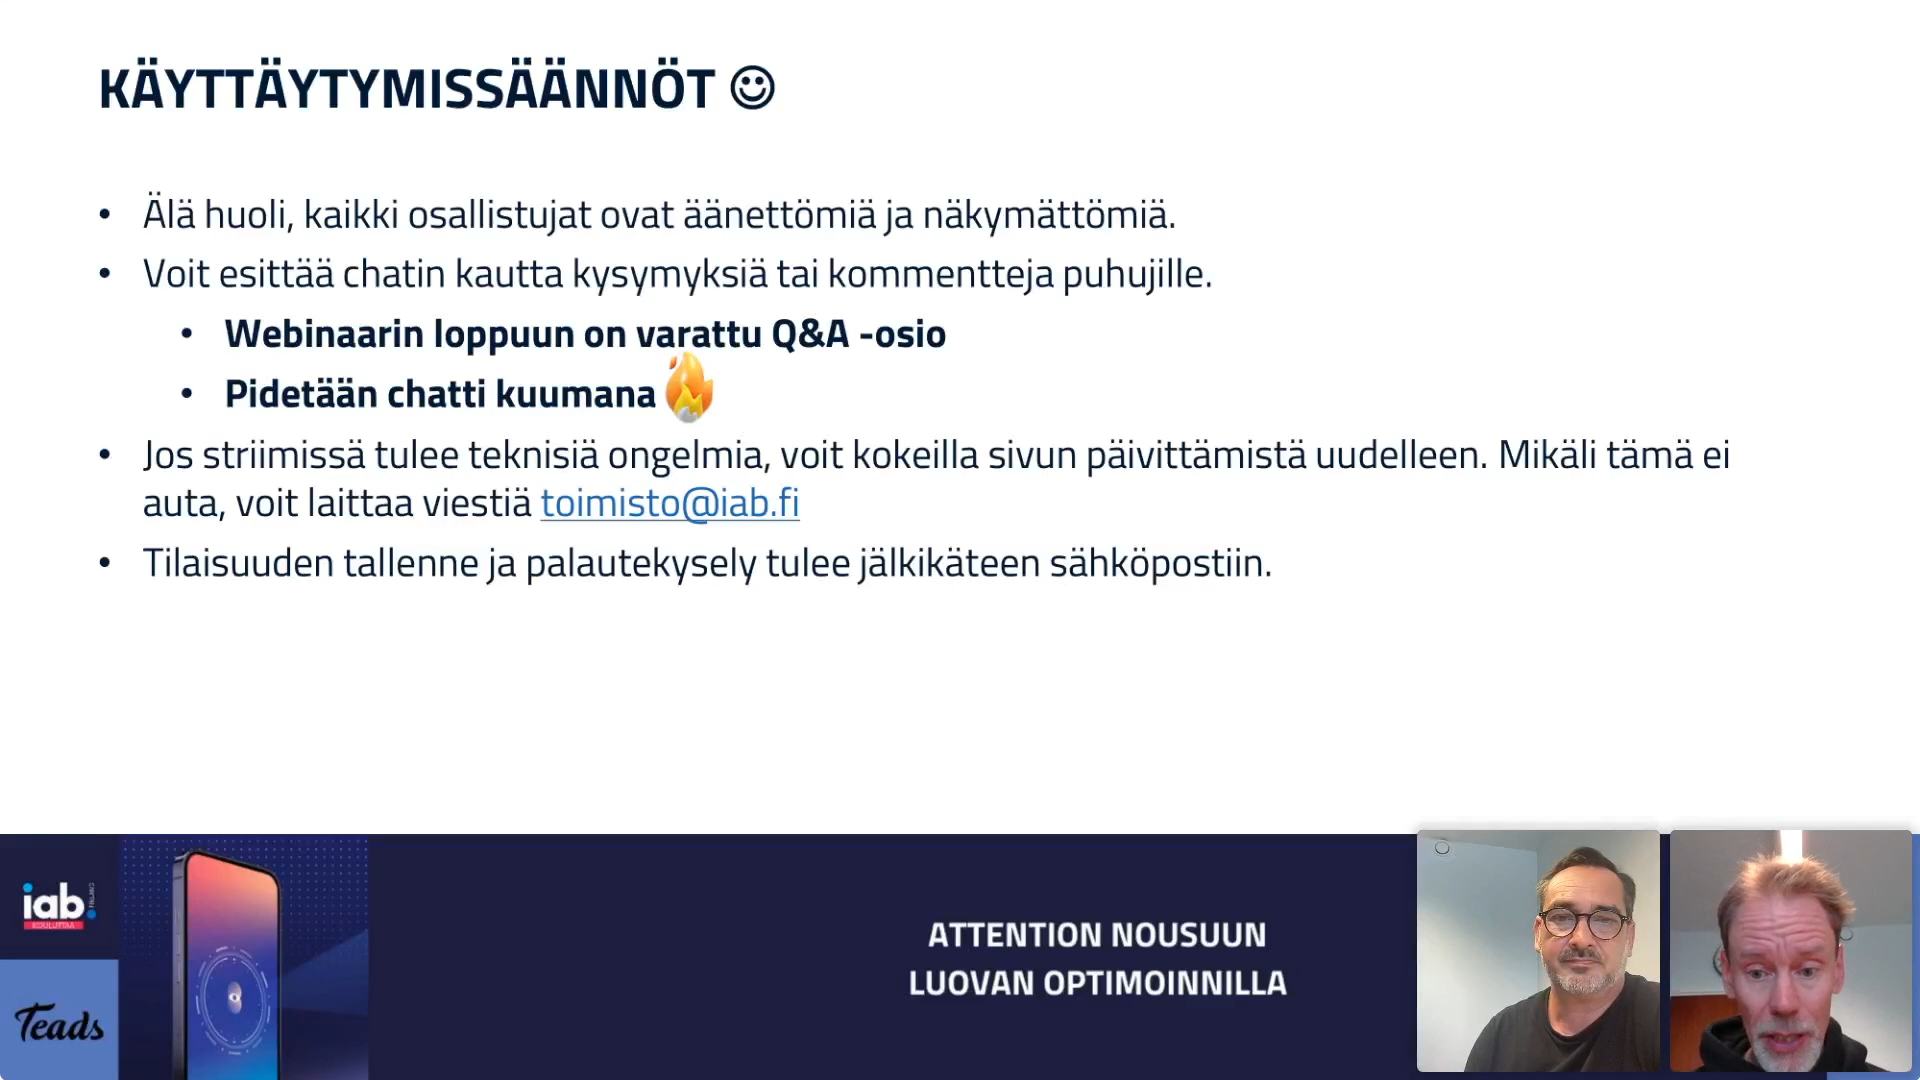 KÄYTTÄYTYMISSÄÄNNÖT ☺
• Älä huoli, kaikki osallistujat ovat äänettömiä ja näkymättömiä.
• Voit esittää chatin kautta kysymyksiä tai kommentteja puhujille.
• Webinaarin loppuun on varattu Q&A -osio
• Pidetään chatti kuumana🔥
• Jos striimissä tulee teknisiä ongelmia, voit kokeilla sivun päivittämistä uudelleen. Mikäli tämä ei
auta, voit laittaa viestiä toimisto@iab.fi
• Tilaisuuden tallenne ja palautekysely tulee jälkikäteen sähköpostiin.
iab.
KOULUTTAA
Teads
ATTENTION NOUSUUN
LUOVAN OPTIMOINNILLA